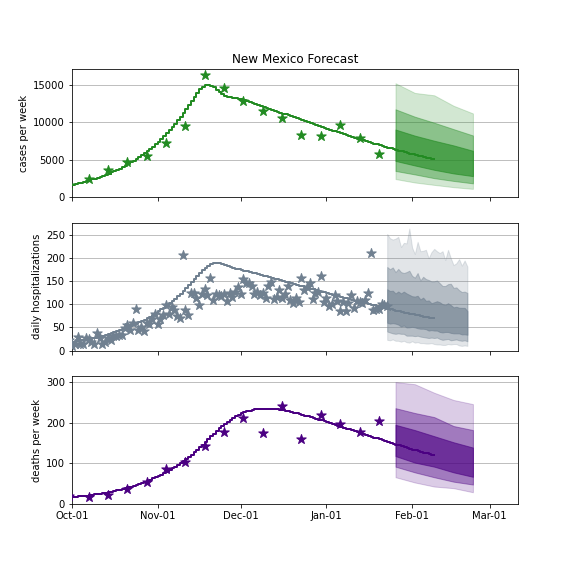 New Mexico Forecast
cases per week
15000
10000
5000
0
daily hospitalizations
250
200
150
100
50
0
deaths per week
300
200
100
0
Oct-01 Nov-01 Dec-01 Jan-01 Feb-01 Mar-01